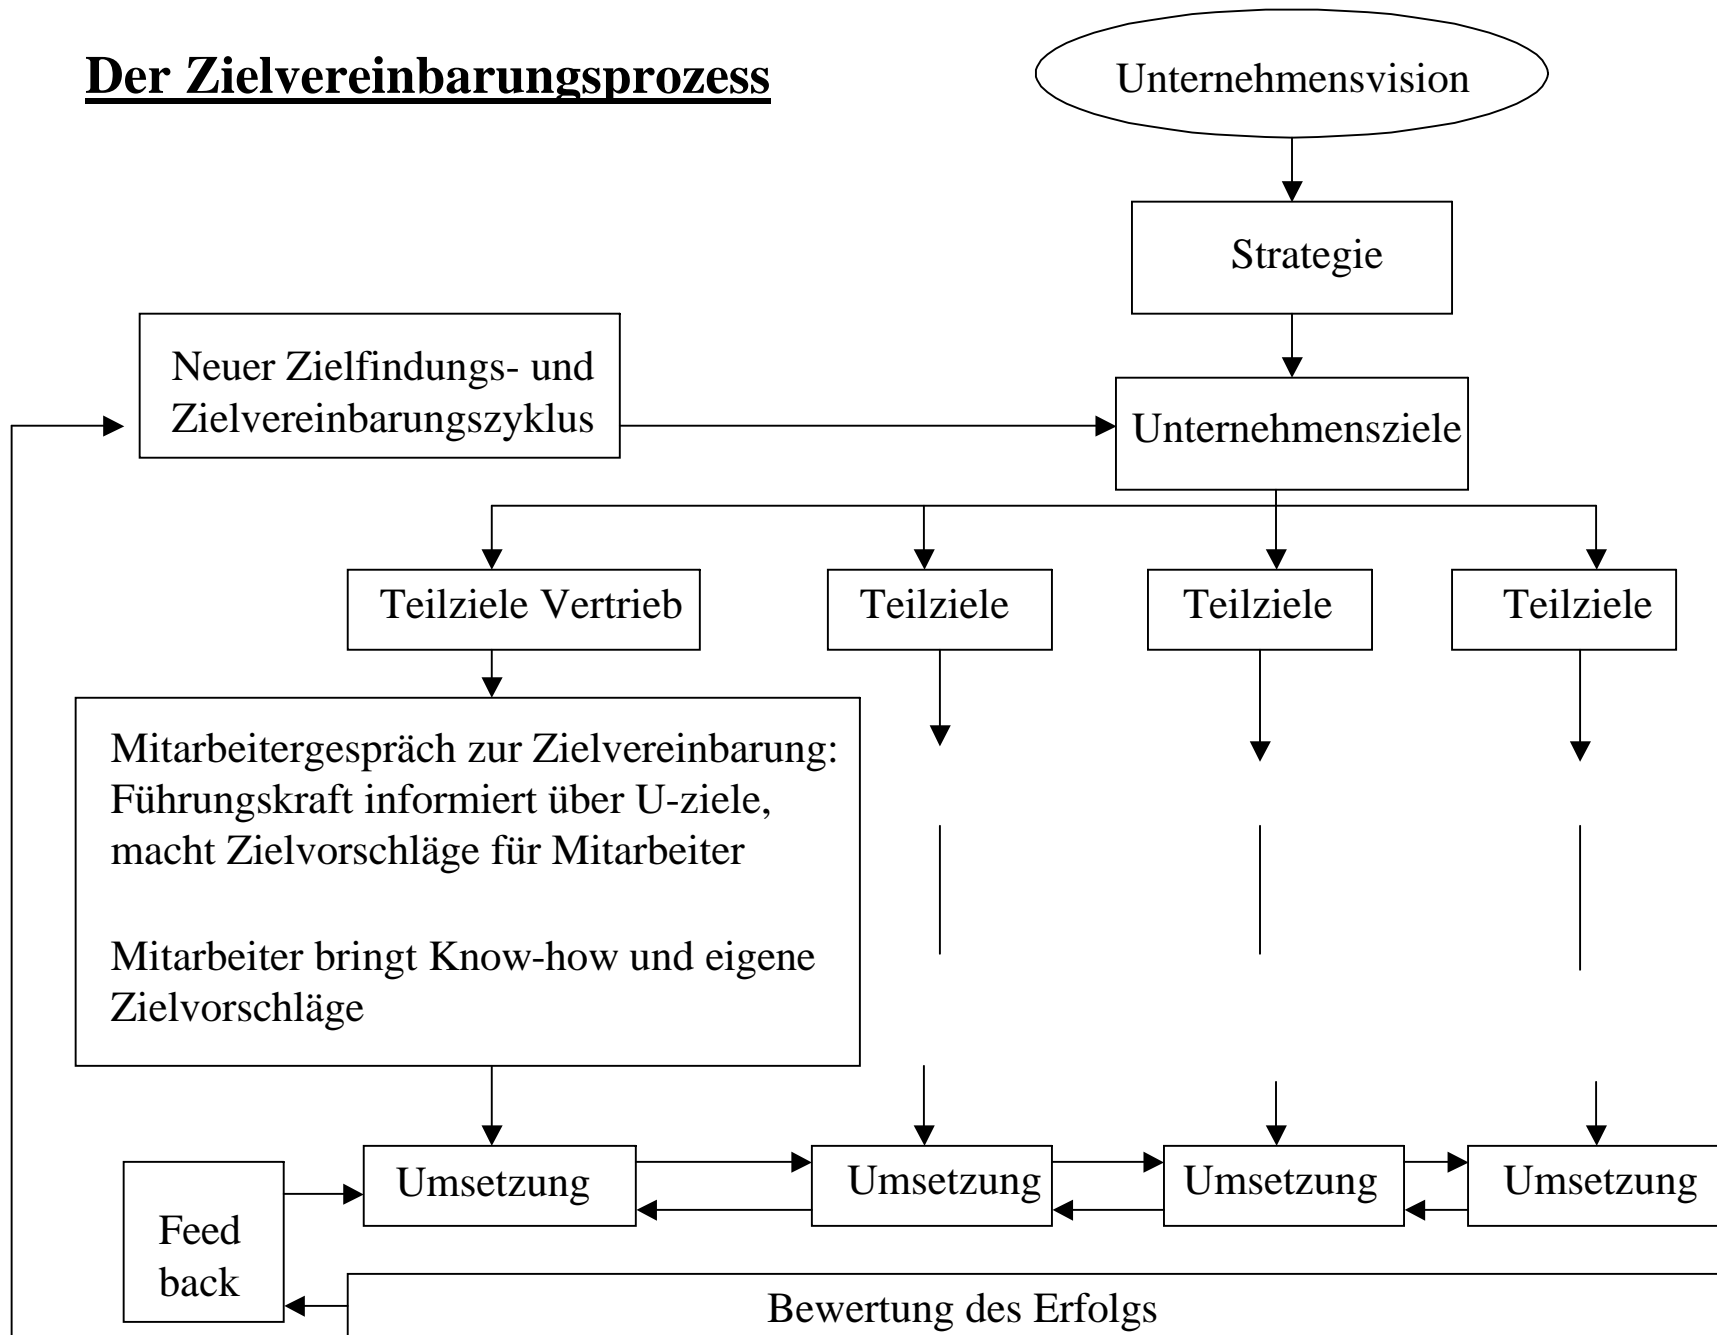 Der Zielvereinbarungsprozess
Unternehmensvision
Strategie
Neuer Zielfindungs- und
Zielvereinbarungszyklus
Unternehmensziele
Teilziele Vertrieb
Teilziele
Teilziele
Teilziele
Mitarbeitergespräch zur Zielvereinbarung:
Führungskraft informiert über U-ziele,
macht Zielvorschläge für Mitarbeiter
Mitarbeiter bringt Know-how und eigene
Zielvorschläge
Umsetzung
Umsetzung
Umsetzung
Umsetzung
Feed
back
Bewertung des Erfolgs